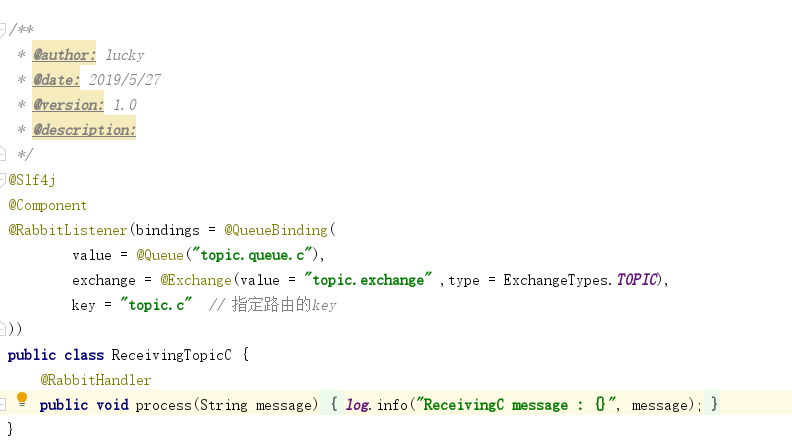 /**
 * @author: lucky
 * @date: 2019/5/27
 * @version: 1.0
 * @description:
 */
@Slf4j
@Component
@RabbitListener(bindings = @QueueBinding(
        value = @Queue("topic.queue.c"),
        exchange = @Exchange(value = "topic.exchange" ,type = ExchangeTypes.TOPIC),
        key = "topic.c"  // 指定路由的key
))
public class ReceivingTopicC {
    @RabbitHandler
    public void process(String message) { log.info("ReceivingC message : {}", message); }
}